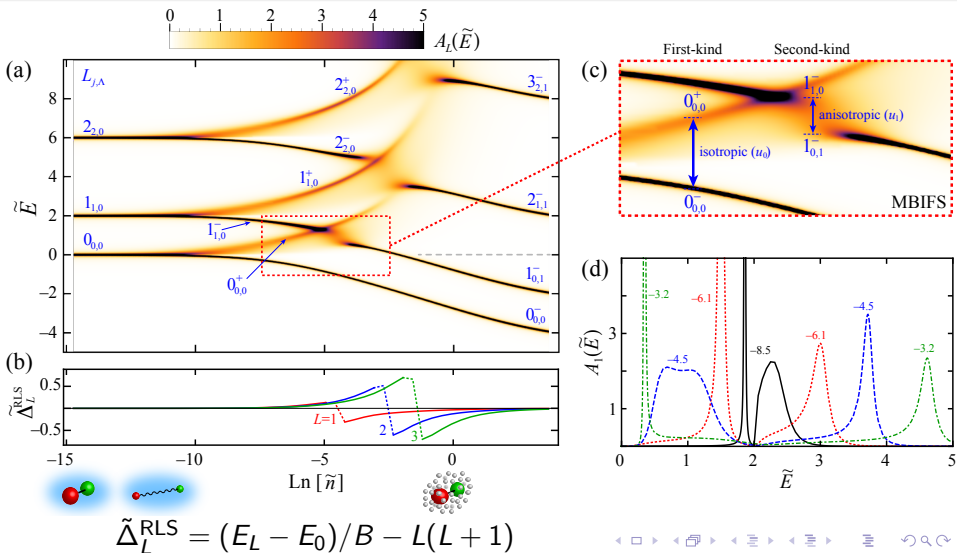 0 1 2 3 4 5 A_L(Ẽ)
(a)
L_{j,Λ}
8
6
4
2
0
−2
−4
Ẽ
2_{2,0}
1_{1,0}
0_{0,0}
2^+_{2,0}
2^-_{2,0}
1^+_{1,0}
1^-_{1,0}
0^+_{0,0}
3^-_{2,1}
2^-_{1,1}
1^-_{0,1}
0^-_{0,0}
(b)
Δ̃_L^{RLS}
0.5
0
−0.5
L=1
2
3
−15 −10 −5 0
Ln [ñ]
(c)
First-kind Second-kind
0^+_{0,0}
1^-_{1,0}
anisotropic (u_1)
isotropic (u_0)
1^-_{0,1}
0^-_{0,0}
MBIFS
(d)
A_1(Ẽ)
3
2
1
0
−3.2
−6.1
−4.5
−8.5
−6.1
−4.5
−3.2
0 1 2 3 4 5
Ẽ
Δ̃_L^{RLS} = (E_L − E_0)/B − L(L + 1)